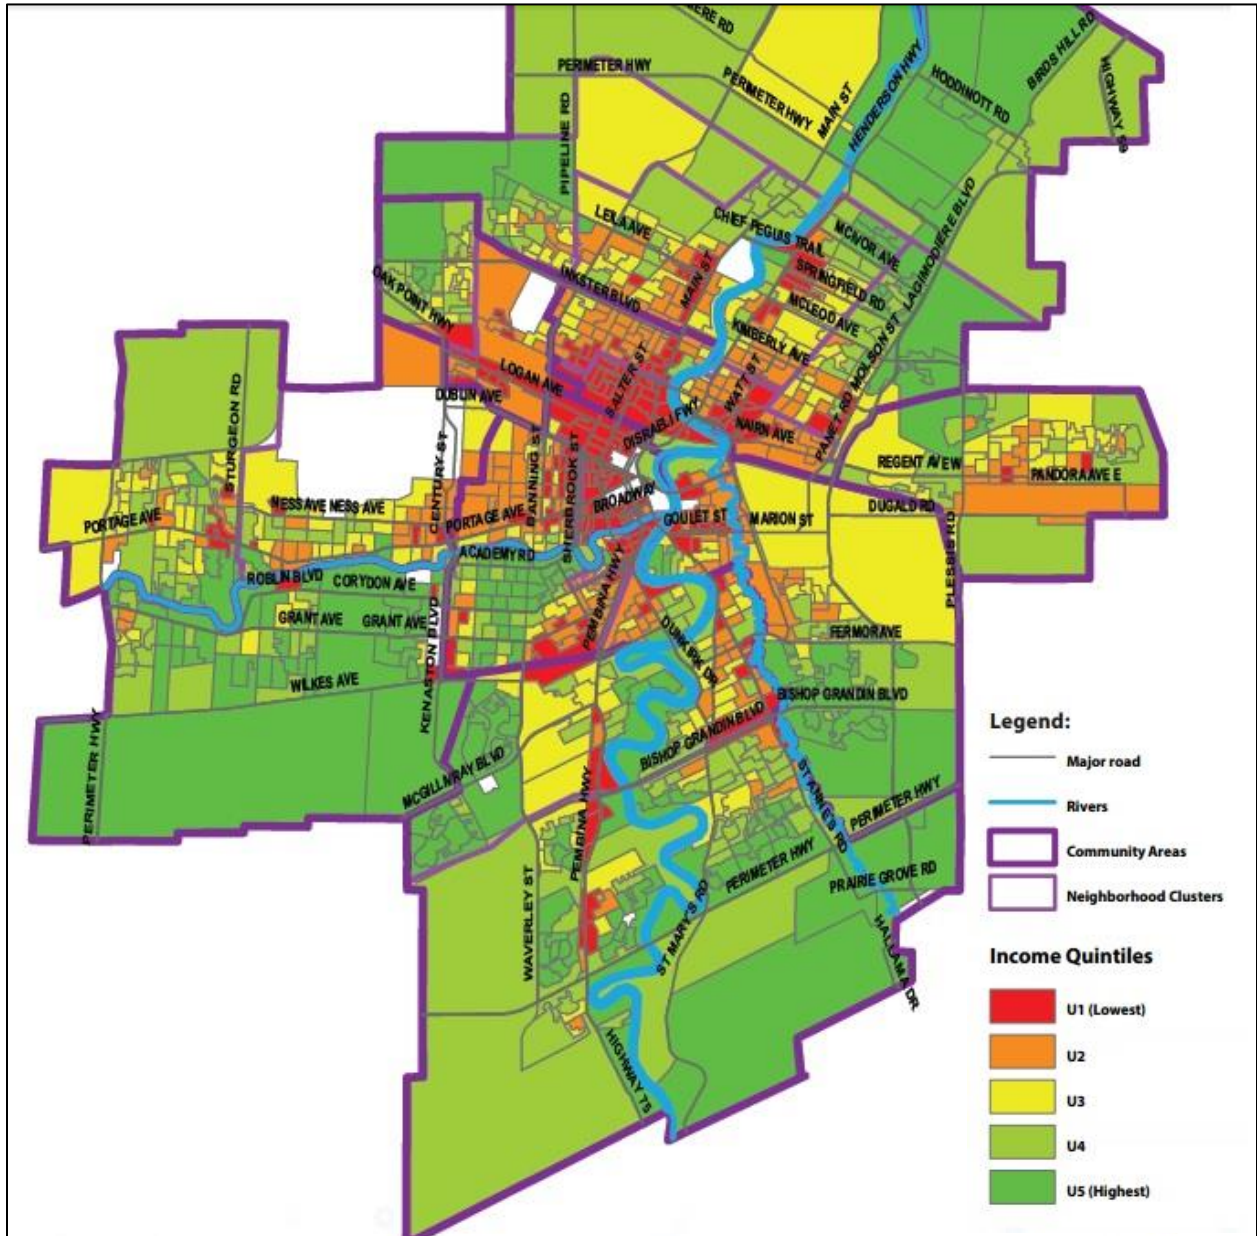 ERE RD
PERIMETER HWY
PERIMETER HWY
MAIN ST
HENDERSON HWY
HODDINOTT RD
BIRDS HILL RD
HIGHWAY 59
PIPELINE RD
LEILA AVE
CHIEF PEGUIS TRAIL
MCIVOR AVE
LAGIMODIERE BLVD
OAK POINT HWY
INKSTER BLVD
MAIN ST
SPRINGFIELD RD
MCLEOD AVE
KIMBERLY AVE
MOLSON ST
SALTER ST
WATT ST
PANET RD
LOGAN AVE
DUBLIN AVE
DISRAELI FWY
NAIRN AVE
STURGEON RD
CENTURY ST
BANNING ST
SHERBROOK ST
REGENT AVE W
PANDORA AVE E
NESS AVE NESS AVE
PORTAGE AVE
PORTAGE AVE
BROADWAY
GOULET ST
MARION ST
DUGALD RD
PLESSIS RD
ACADEMY RD
ROBLIN BLVD
CORYDON AVE
GRANT AVE
GRANT AVE
PEMBINA HWY
DUNKIRK DR
FERMOR AVE
WILKES AVE
KENASTON BLVD
BISHOP GRANDIN BLVD
BISHOP GRANDIN BLVD
PERIMETER HWY
MCGILLIVRAY BLVD
PEMBINA HWY
ST ANNE'S RD
PERIMETER HWY
PERIMETER HWY
PRAIRIE GROVE RD
WAVERLEY ST
ST MARY'S RD
HALLAMA DR
HIGHWAY 75
Legend:
Major road
Rivers
Community Areas
Neighborhood Clusters
Income Quintiles
U1 (Lowest)
U2
U3
U4
U5 (Highest)